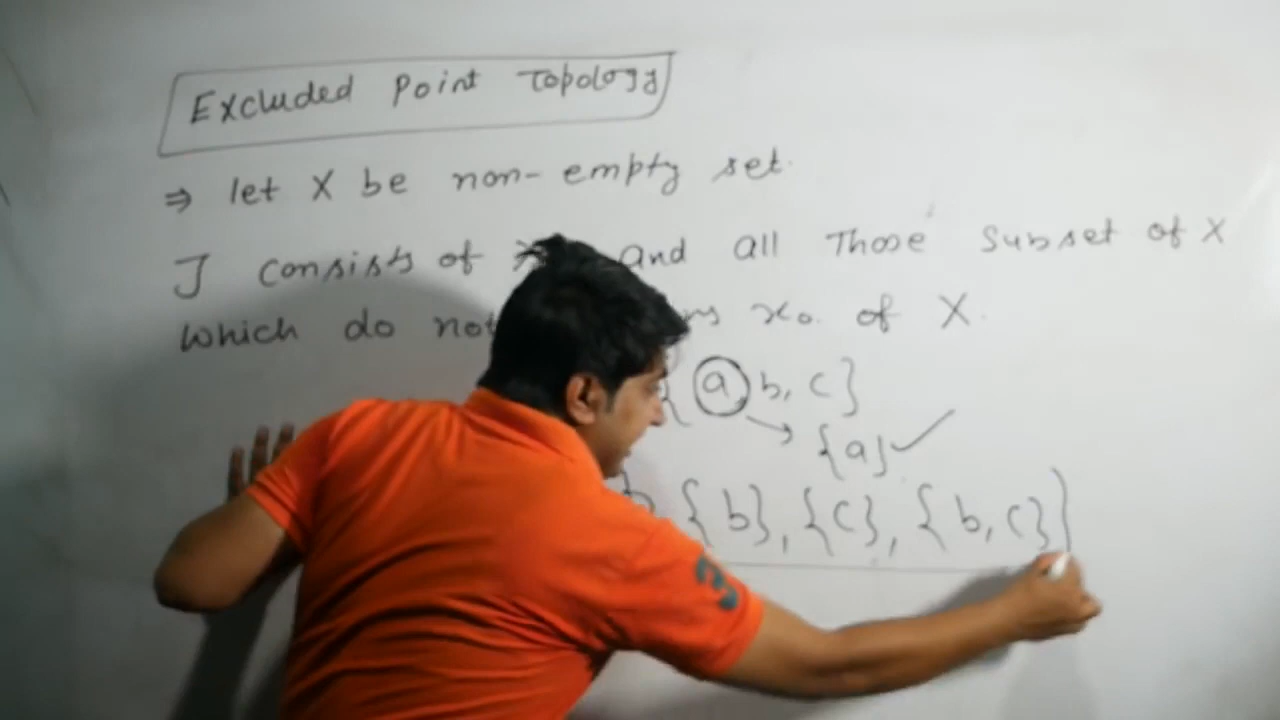 Excluded Point Topology
⇒ let X be non-empty set.
J consists of X and all Those subset of X
which do not x₀. of X.
{a b, c}
{a} ✓
{b}, {c}, {b, c}}
3